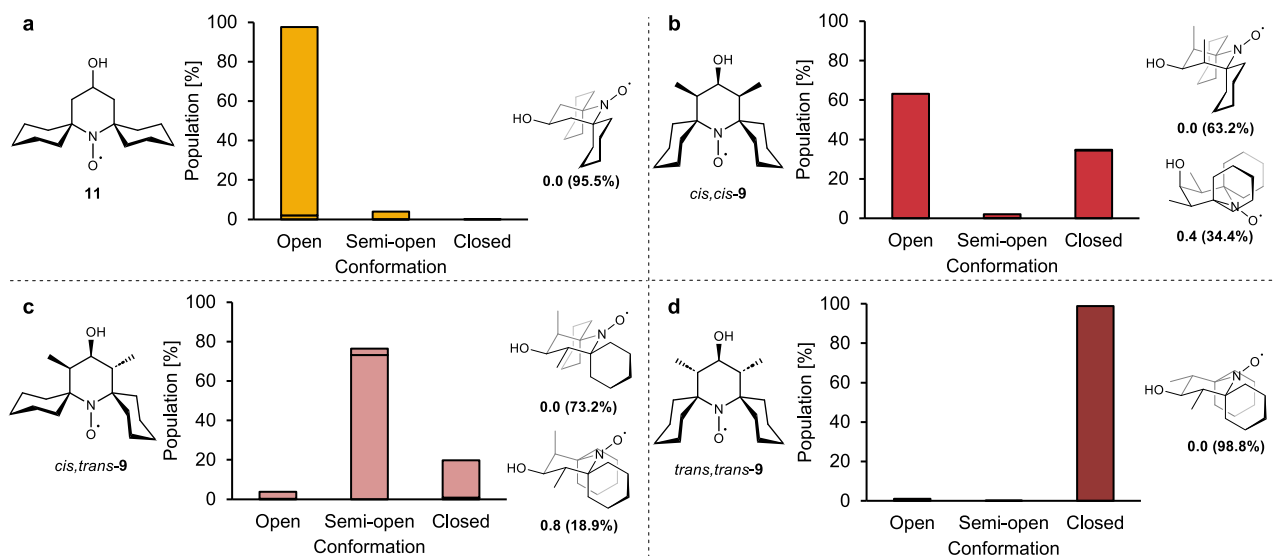 a
OH
N
O•
11
Population [%]
100
80
60
40
20
0
Open Semi-open Closed
Conformation
HO
N
O•
0.0 (95.5%)
b
OH
N
O•
cis,cis-9
Population [%]
100
80
60
40
20
0
Open Semi-open Closed
Conformation
HO
N
O•
0.0 (63.2%)
HO
N
O•
0.4 (34.4%)
c
OH
N
O•
cis,trans-9
Population [%]
100
80
60
40
20
0
Open Semi-open Closed
Conformation
HO
N
O•
0.0 (73.2%)
HO
N
O•
0.8 (18.9%)
d
OH
N
O•
trans,trans-9
Population [%]
100
80
60
40
20
0
Open Semi-open Closed
Conformation
HO
N
O•
0.0 (98.8%)